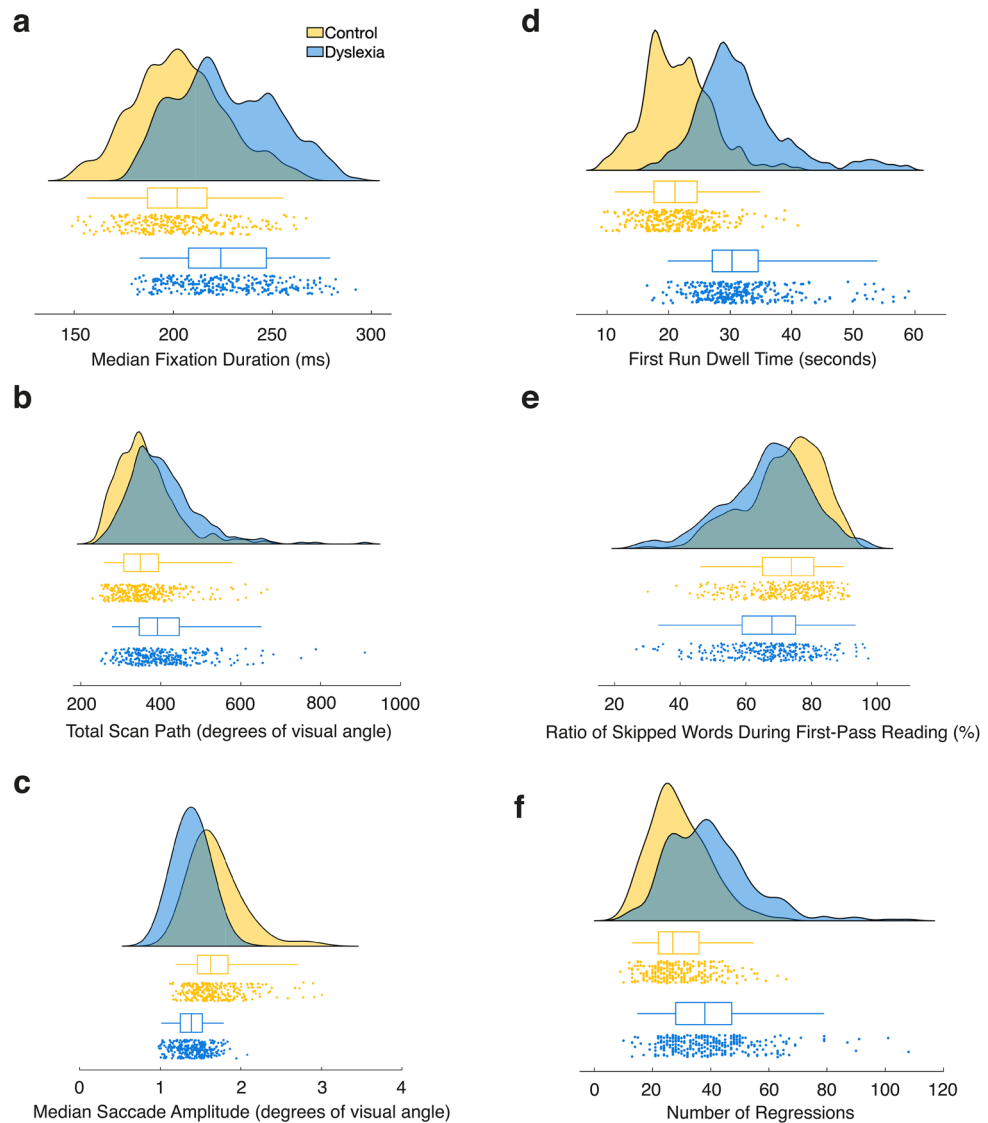 a
Control
Dyslexia
150 200 250 300
Median Fixation Duration (ms)
b
200 400 600 800 1000
Total Scan Path (degrees of visual angle)
c
0 1 2 3 4
Median Saccade Amplitude (degrees of visual angle)
d
10 20 30 40 50 60
First Run Dwell Time (seconds)
e
20 40 60 80 100
Ratio of Skipped Words During First-Pass Reading (%)
f
0 20 40 60 80 100 120
Number of Regressions